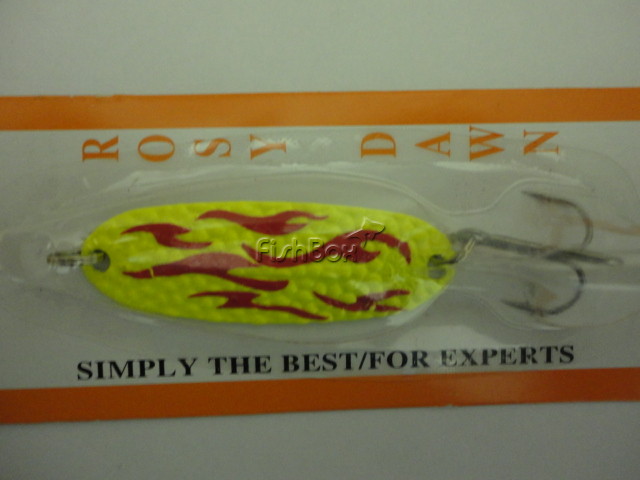 ROSY DAWN
FishBox
SIMPLY THE BEST/FOR EXPERTS